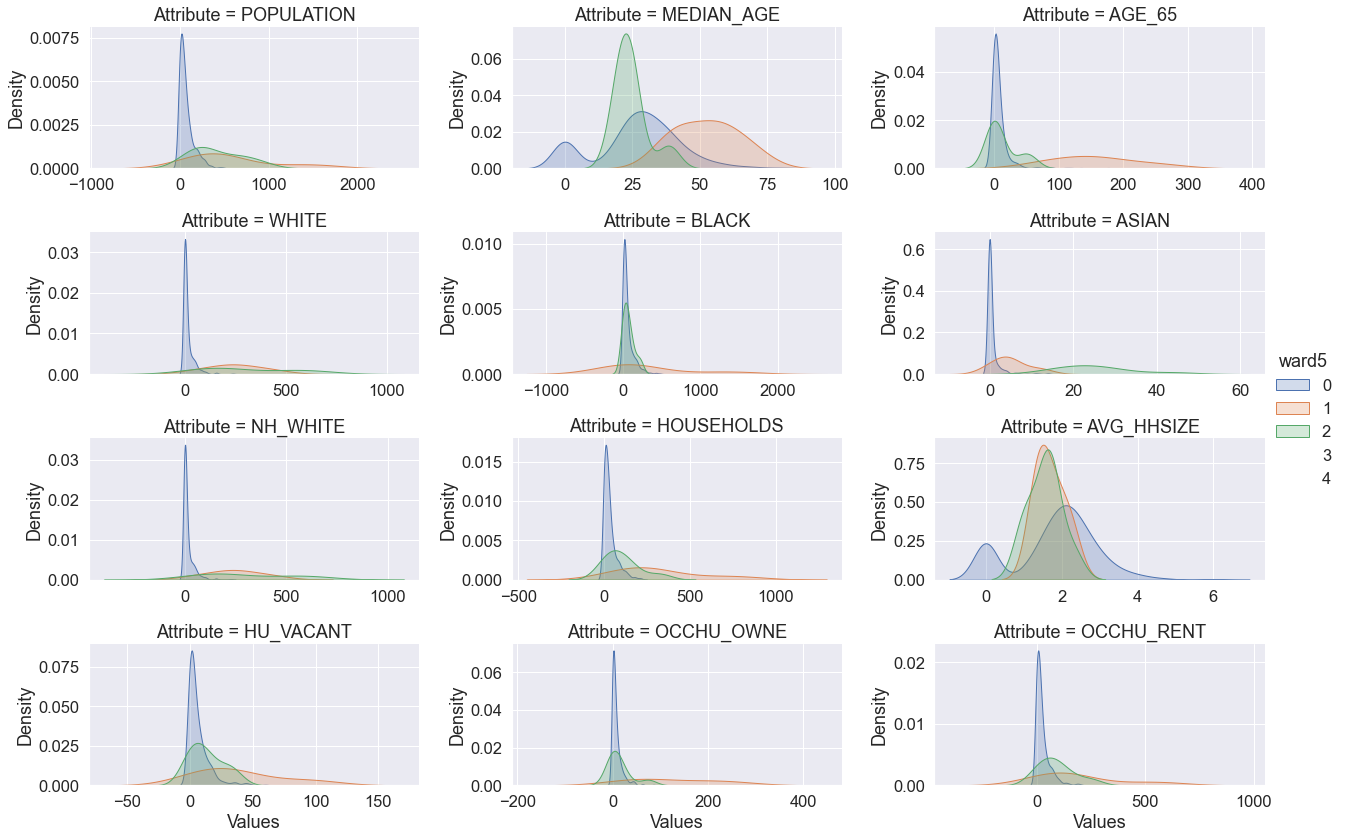 Attribute = POPULATION
Density
0.0075
0.0050
0.0025
0.0000
−1000 0 1000 2000
Attribute = MEDIAN_AGE
Density
0.06
0.04
0.02
0.00
0 25 50 75 100
Attribute = AGE_65
Density
0.04
0.02
0.00
0 100 200 300 400
Attribute = WHITE
Density
0.03
0.02
0.01
0.00
0 500 1000
Attribute = BLACK
Density
0.010
0.005
0.000
−1000 0 1000 2000
Attribute = ASIAN
Density
0.6
0.4
0.2
0.0
0 20 40 60
Attribute = NH_WHITE
Density
0.03
0.02
0.01
0.00
0 500 1000
Attribute = HOUSEHOLDS
Density
0.015
0.010
0.005
0.000
−500 0 500 1000
Attribute = AVG_HHSIZE
Density
0.75
0.50
0.25
0.00
0 2 4 6
Attribute = HU_VACANT
Density
0.075
0.050
0.025
0.000
−50 0 50 100 150
Values
Attribute = OCCHU_OWNE
Density
0.06
0.04
0.02
0.00
−200 0 200 400
Values
Attribute = OCCHU_RENT
Density
0.02
0.01
0.00
0 500 1000
Values
ward5
0
1
2
3
4